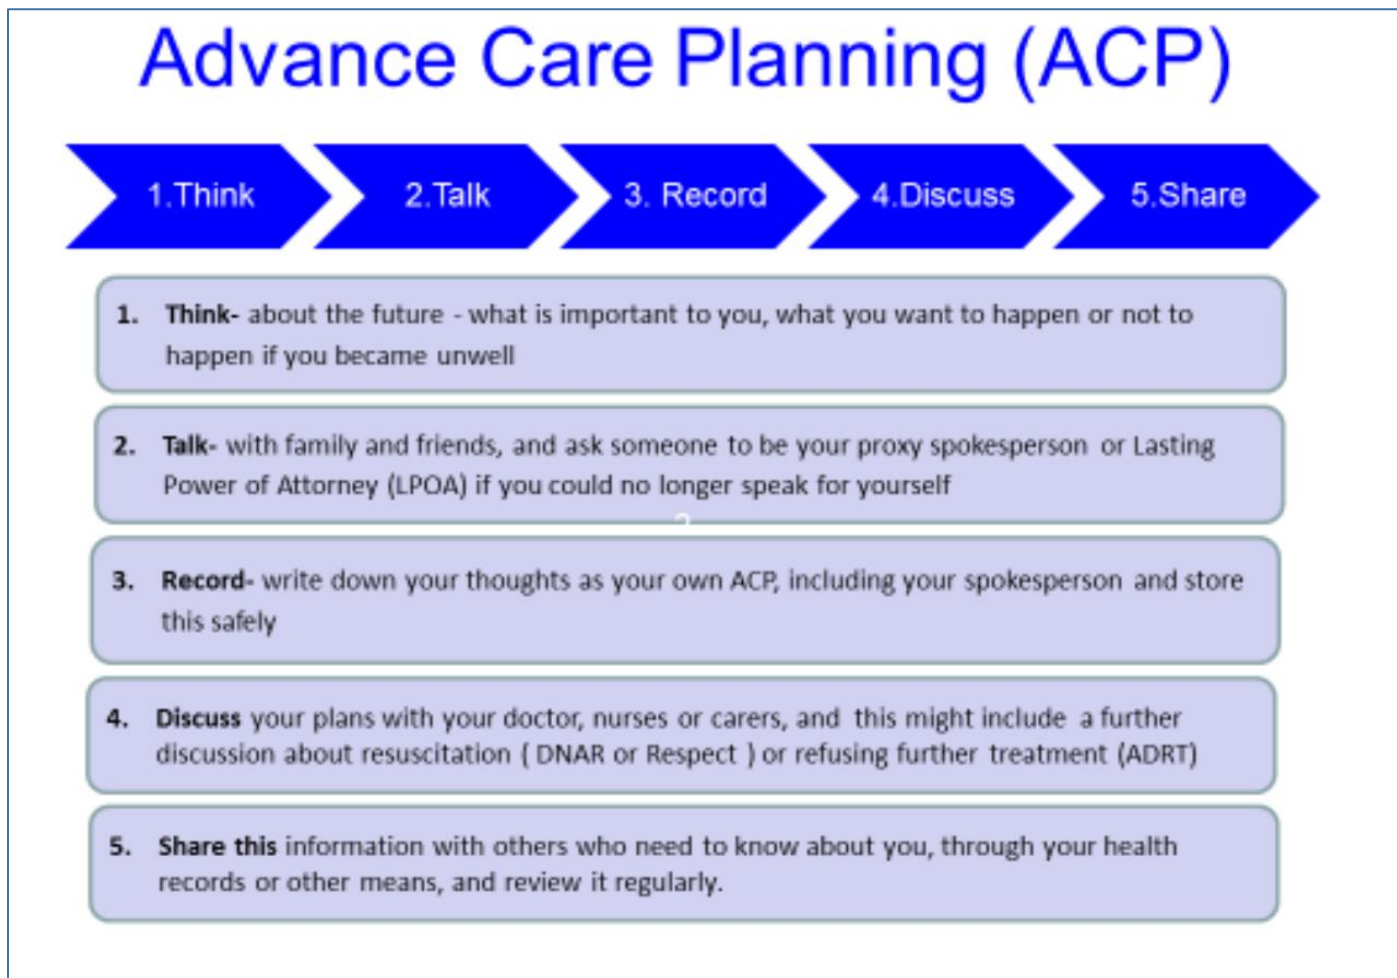 Advance Care Planning (ACP)
1.Think
2.Talk
3. Record
4.Discuss
5.Share
1. Think- about the future - what is important to you, what you want to happen or not to
happen if you became unwell
2. Talk- with family and friends, and ask someone to be your proxy spokesperson or Lasting
Power of Attorney (LPOA) if you could no longer speak for yourself
3. Record- write down your thoughts as your own ACP, including your spokesperson and store
this safely
4. Discuss your plans with your doctor, nurses or carers, and this might include a further
discussion about resuscitation ( DNAR or Respect ) or refusing further treatment (ADRT)
5. Share this information with others who need to know about you, through your health
records or other means, and review it regularly.